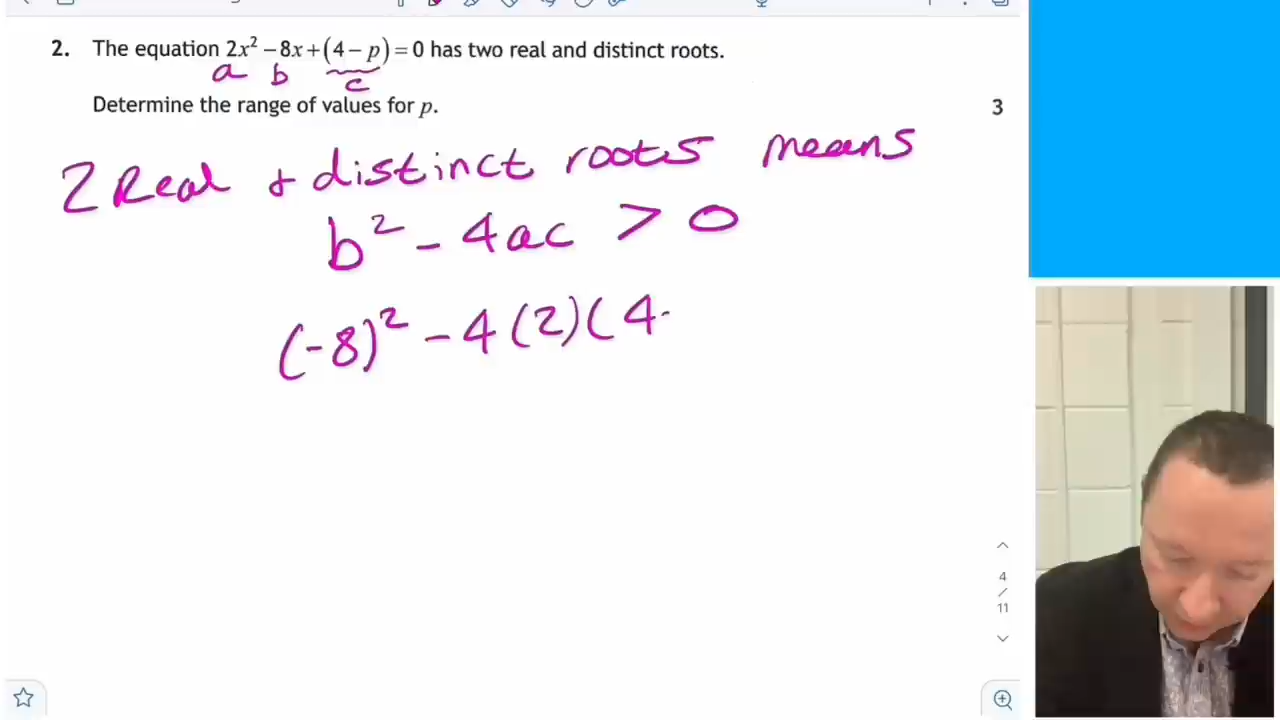 2. The equation 2x² – 8x + (4 – p) = 0 has two real and distinct roots.
a b c
Determine the range of values for p.
3
2 Real + distinct roots means
b² - 4ac > 0
(-8)² - 4(2)(4-
4
/
11